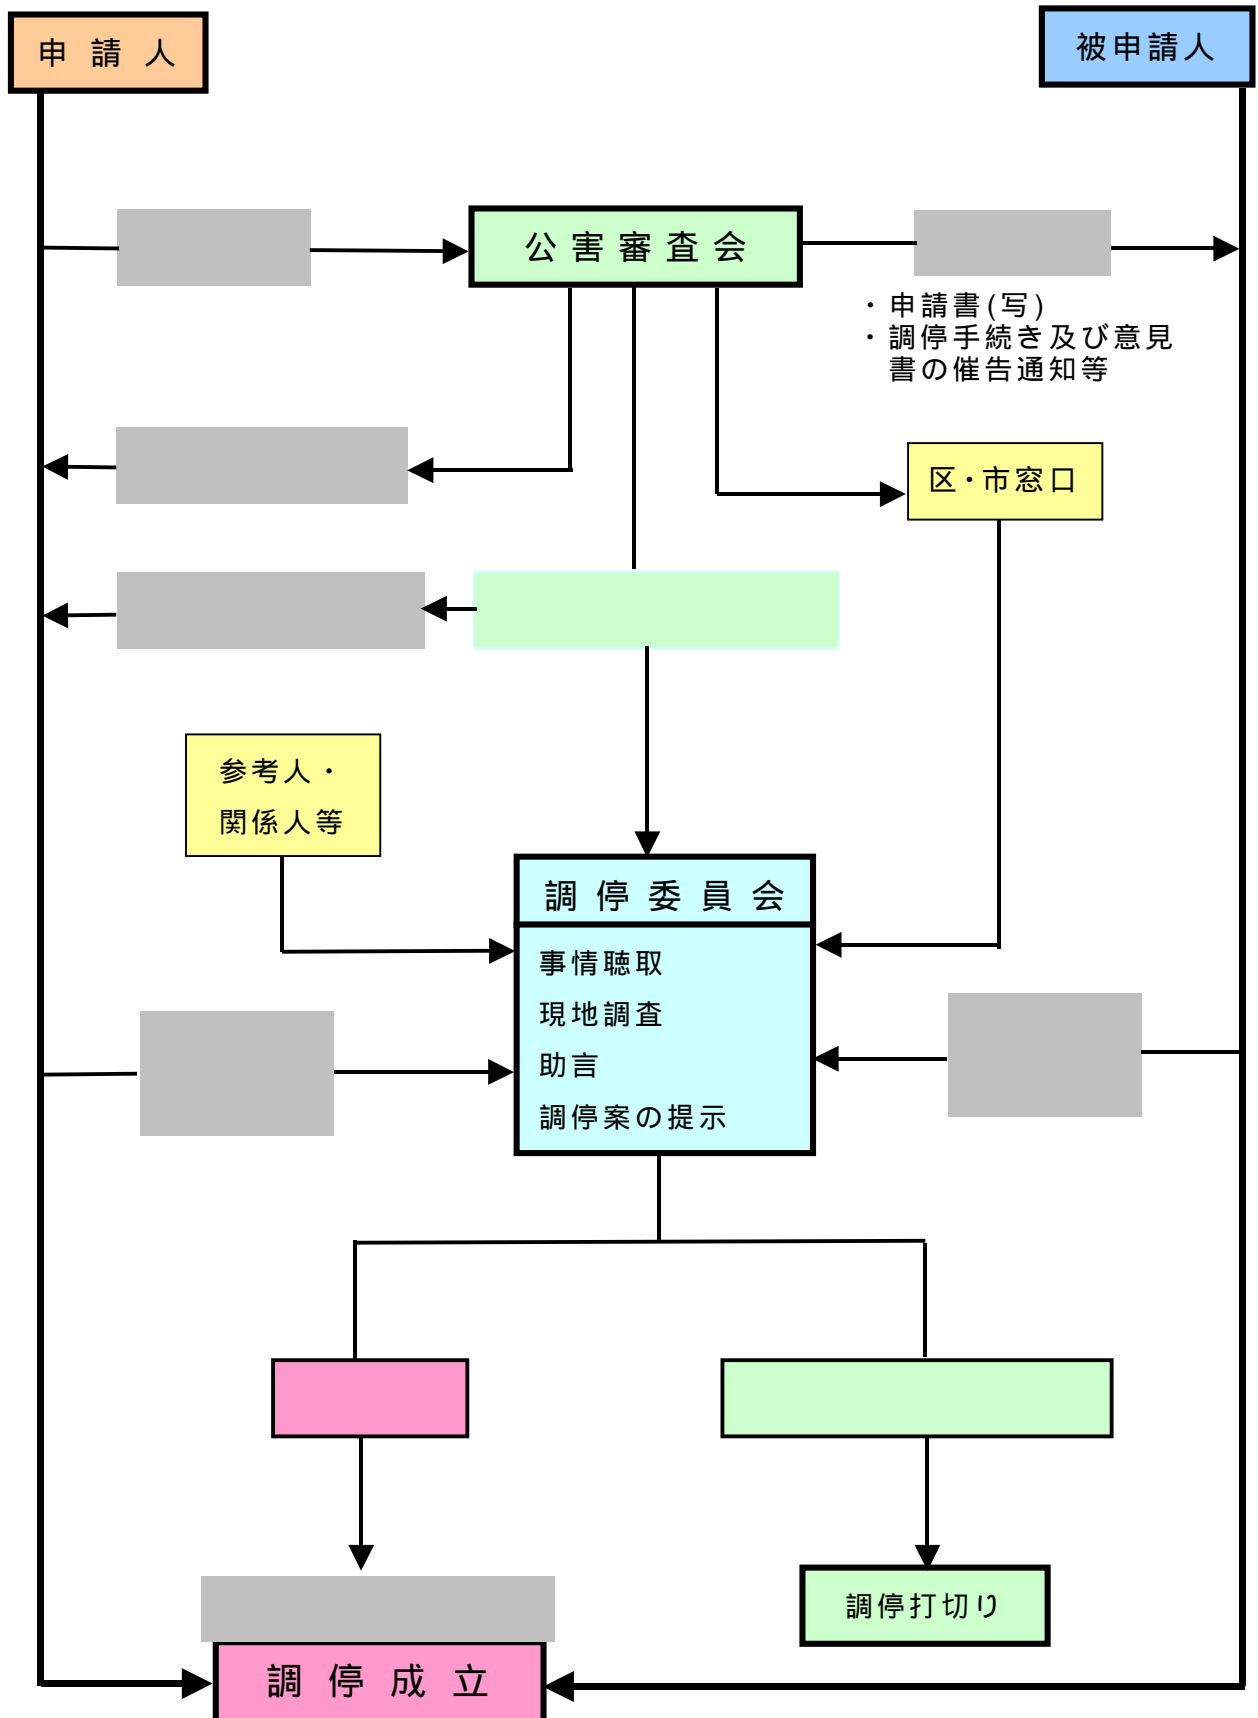 申請人
被申請人
公害審査会
・申請書(写)
・調停手続き及び意見
書の催告通知等
区・市窓口
参考人・
関係人等
調停委員会
事情聴取
現地調査
助言
調停案の提示
調停打切り
調停成立